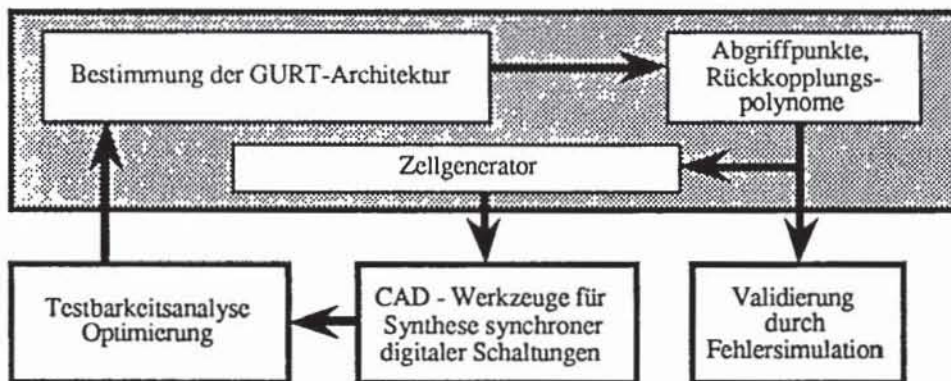 Bestimmung der GURT-Architektur
Abgriffpunkte,
Rückkopplungs-
polynome
Zellgenerator
Testbarkeitsanalyse
Optimierung
CAD - Werkzeuge für
Synthese synchroner
digitaler Schaltungen
Validierung
durch
Fehlersimulation